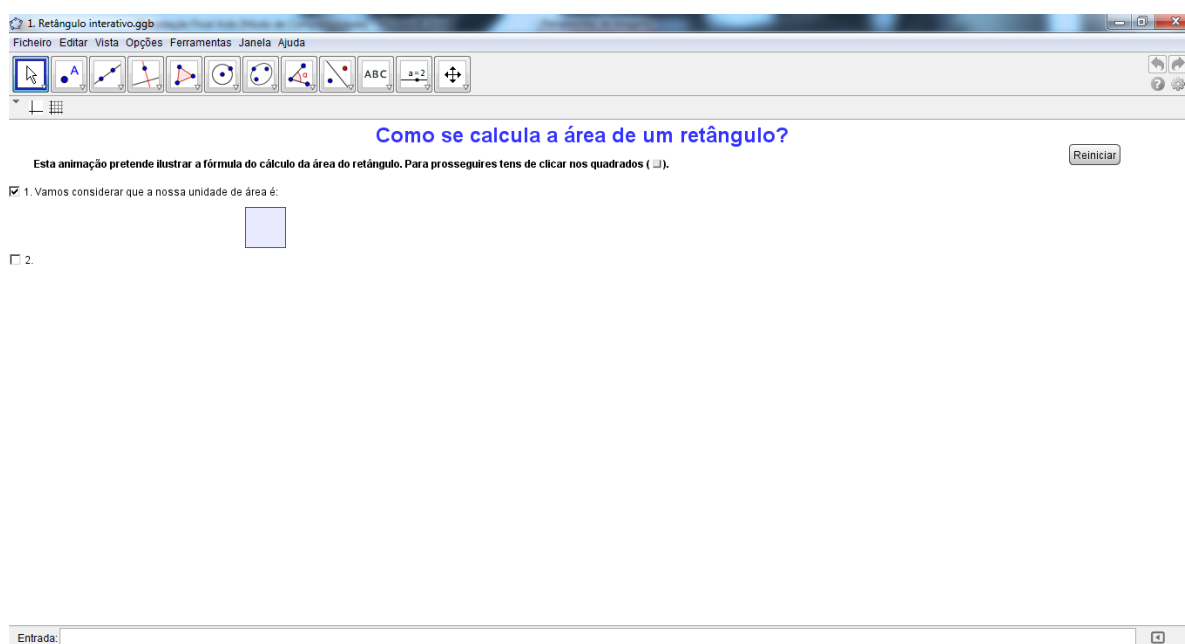 1. Retângulo interativo.ggb
Ficheiro Editar Vista Opções Ferramentas Janela Ajuda
A α ABC a=2
Como se calcula a área de um retângulo?
Esta animação pretende ilustrar a fórmula do cálculo da área do retângulo. Para prosseguires tens de clicar nos quadrados ( ).
Reiniciar
1. Vamos considerar que a nossa unidade de área é:
2.
Entrada: